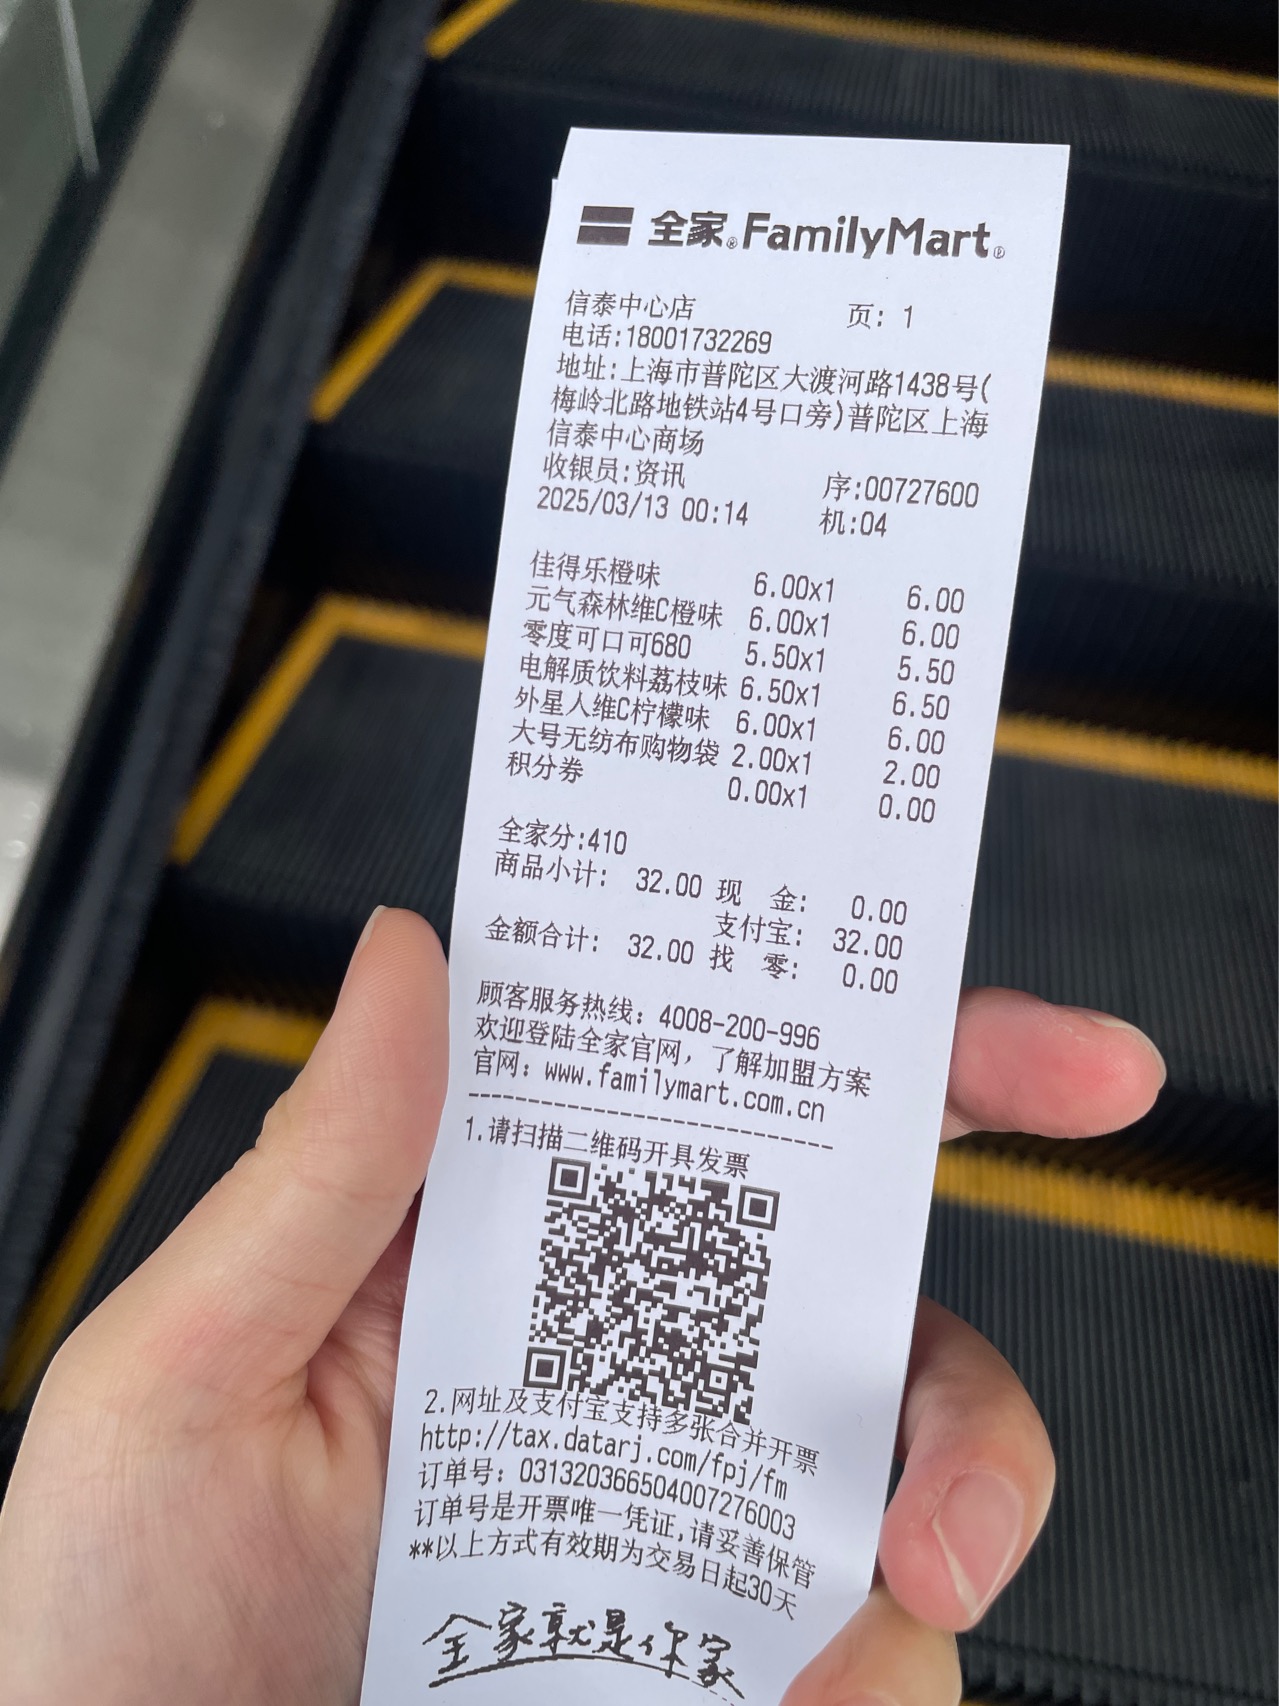 全家® FamilyMart®
信泰中心店 页: 1
电话:18001732269
地址:上海市普陀区大渡河路1438号(
梅岭北路地铁站4号口旁)普陀区上海
信泰中心商场
收银员:资讯 序:00727600
2025/03/13 00:14 机:04
佳得乐橙味 6.00x1 6.00
元气森林维C橙味 6.00x1 6.00
零度可口可680 5.50x1 5.50
电解质饮料荔枝味 6.50x1 6.50
外星人维C柠檬味 6.00x1 6.00
大号无纺布购物袋 2.00x1 2.00
积分券 0.00x1 0.00
全家分:410
商品小计: 32.00 现 金: 0.00
支付宝: 32.00
金额合计: 32.00 找 零: 0.00
顾客服务热线: 4008-200-996
欢迎登陆全家官网, 了解加盟方案
官网: www.familymart.com.cn
1.请扫描二维码开具发票
2.网址及支付宝支持多张合并开票
http://tax.datarj.com/fpj/fm
订单号: 0313203665040072 76003
订单号是开票唯一凭证,请妥善保管
**以上方式有效期为交易日起30天
全家就是你家